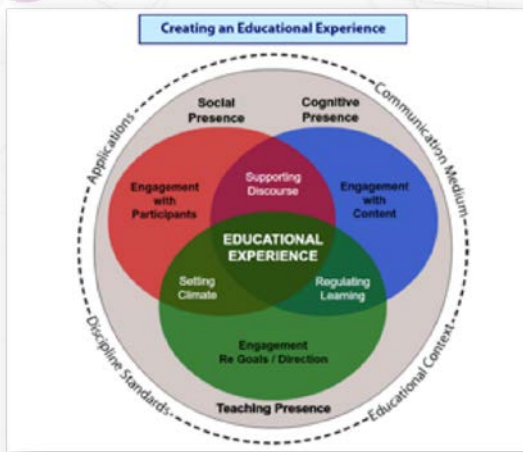 Creating an Educational Experience
Social
Presence
Cognitive
Presence
Applications
Communication Medium
Engagement
with
Participants
Supporting
Discourse
Engagement
with
Content
EDUCATIONAL
EXPERIENCE
Setting
Climate
Regulating
Learning
Engagement
Re Goals / Direction
Teaching Presence
Discipline Standards
Educational Context